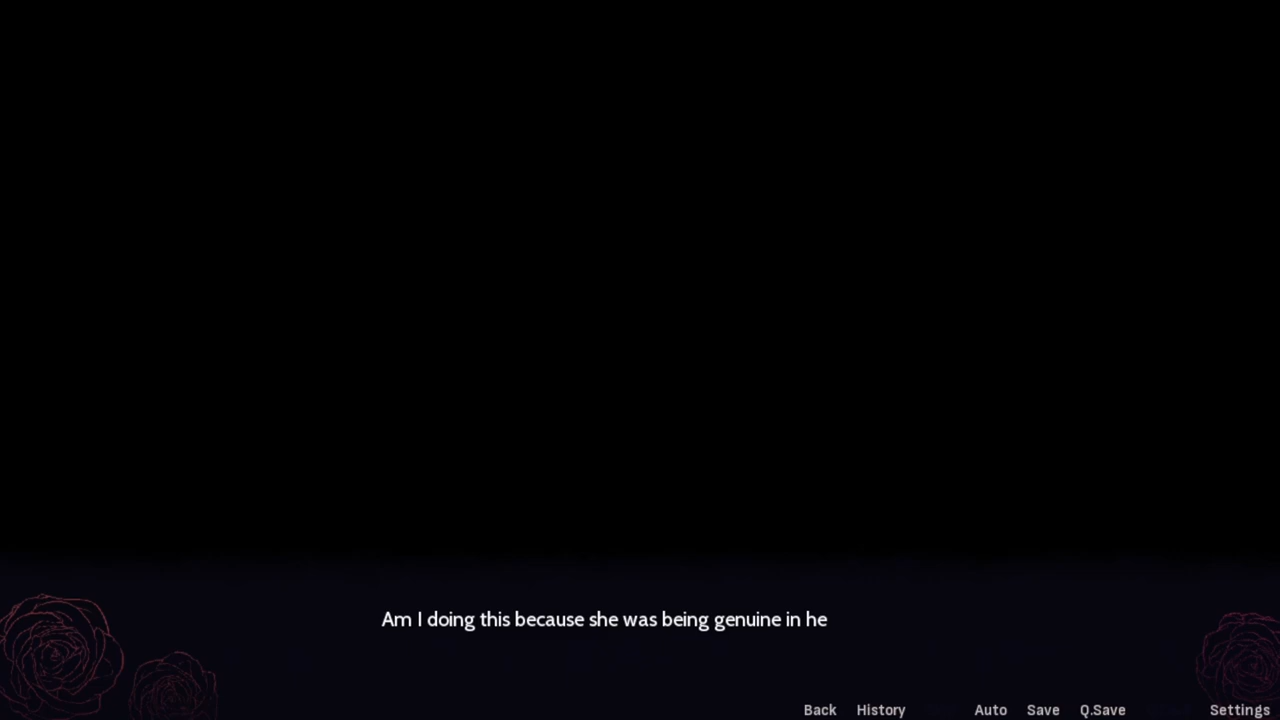 Am I doing this because she was being genuine in he
Back History Auto Save Q.Save Settings